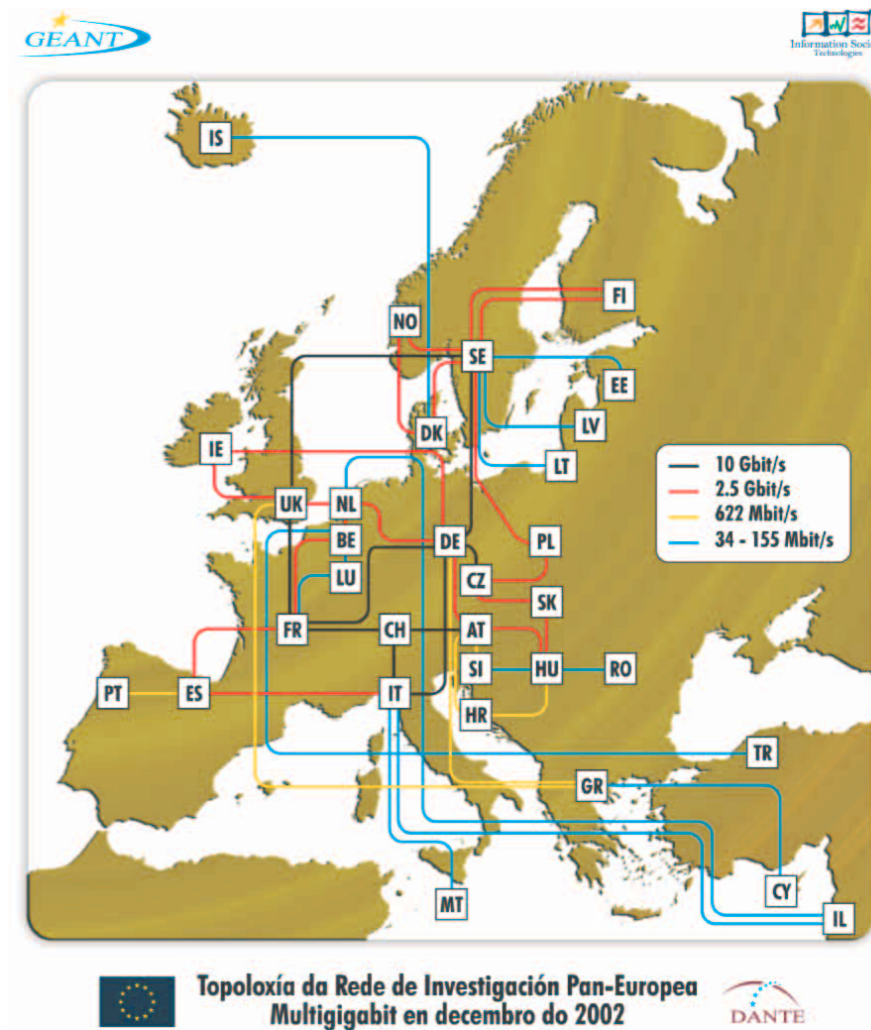 GEANT
Information Socie
Technologies
IS
FI
NO
SE
EE
LV
DK
IE
LT
10 Gbit/s
2.5 Gbit/s
622 Mbit/s
34 - 155 Mbit/s
UK
NL
BE
DE
PL
LU
CZ
SK
FR
CH
AT
SI
HU
RO
PT
ES
IT
HR
TR
GR
CY
MT
IL
Topoloxía da Rede de Investigación Pan-Europea
Multigigabit en decembro do 2002
DANTE